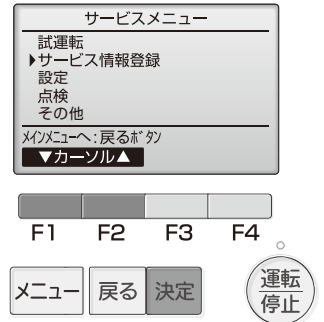 サービスメニュー
試運転
▶サービス情報登録
設定
点検
その他
メインメニューへ:戻るボタン
▼カーソル▲
F1 F2 F3 F4
メニュー 戻る 決定 運転
停止